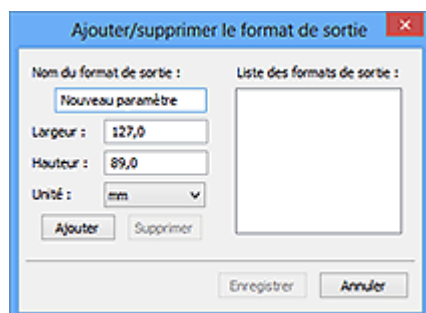 Ajouter/supprimer le format de sortie
Nom du format de sortie :
Nouveau paramètre
Largeur : 127,0
Hauteur : 89,0
Unité : mm
Ajouter Supprimer
Liste des formats de sortie :
Enregistrer Annuler